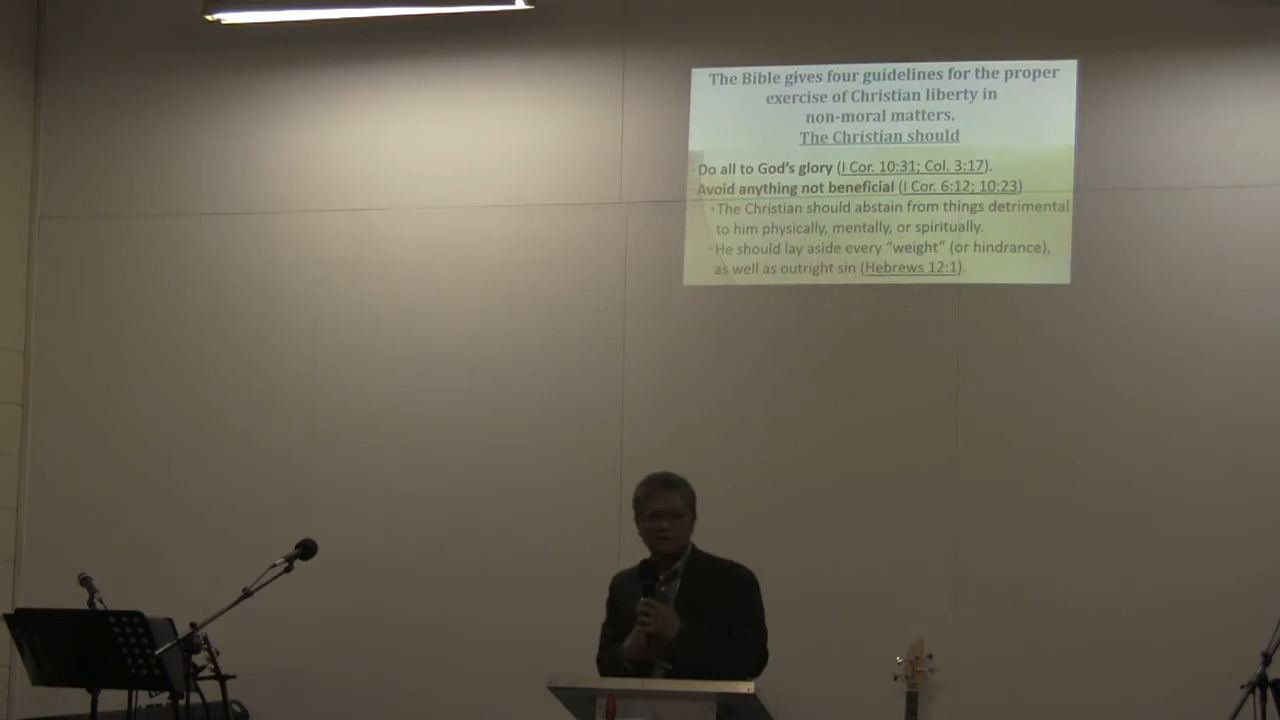 The Bible gives four guidelines for the proper
exercise of Christian liberty in
non-moral matters.
The Christian should
Do all to God's glory (I Cor. 10:31; Col. 3:17).
Avoid anything not beneficial (I Cor. 6:12; 10:23)
•The Christian should abstain from things detrimental
to him physically, mentally, or spiritually.
•He should lay aside every “weight” (or hindrance),
as well as outright sin (Hebrews 12:1).